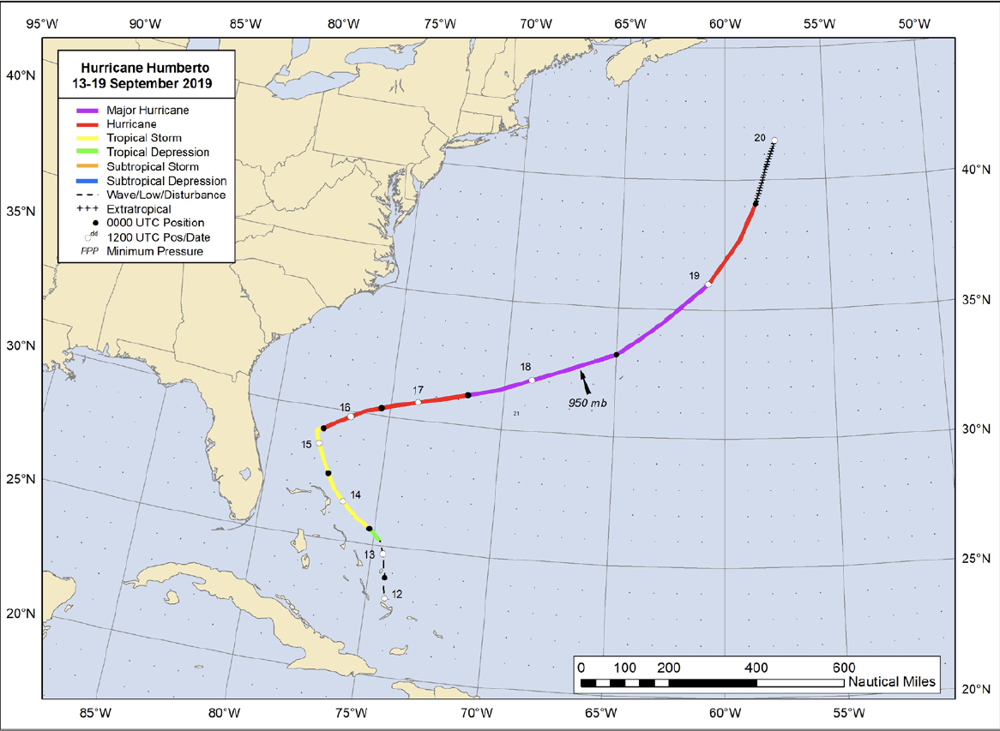 95°W 90°W 85°W 80°W 75°W 70°W 65°W 60°W 55°W 50°W
Hurricane Humberto
13-19 September 2019
40°N
Major Hurricane
Hurricane
Tropical Storm
Tropical Depression
Subtropical Storm
Subtropical Depression
Wave/Low/Disturbance
+++ Extratropical
0000 UTC Position
dd 1200 UTC Pos/Date
PPP Minimum Pressure
20
40°N
35°N
19
35°N
30°N
18
17
950 mb
16
21
30°N
15
25°N
14
13
25°N
12
20°N
0 100 200 400 600
Nautical Miles
20°N
85°W 80°W 75°W 70°W 65°W 60°W 55°W